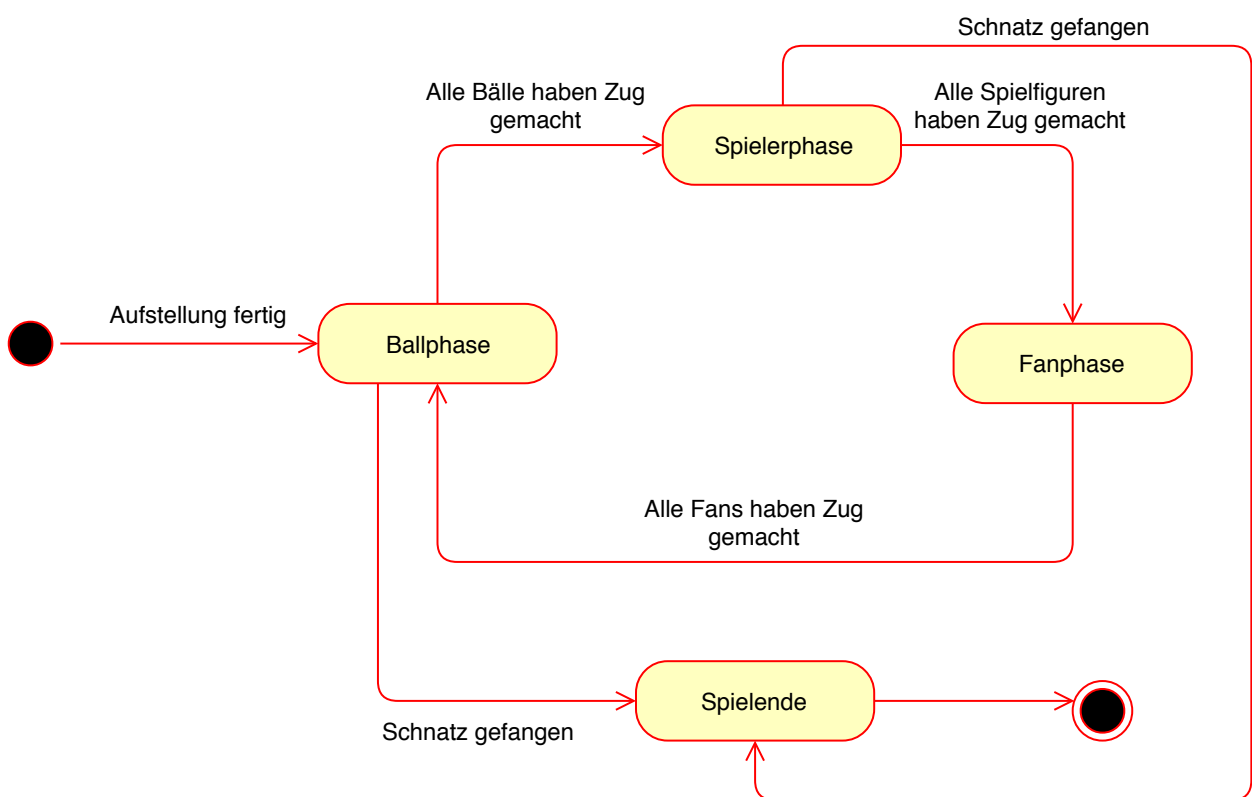 Schnatz gefangen
Alle Bälle haben Zug
gemacht
Alle Spielfiguren
haben Zug gemacht
Spielerphase
Aufstellung fertig
Ballphase
Fanphase
Alle Fans haben Zug
gemacht
Spielende
Schnatz gefangen